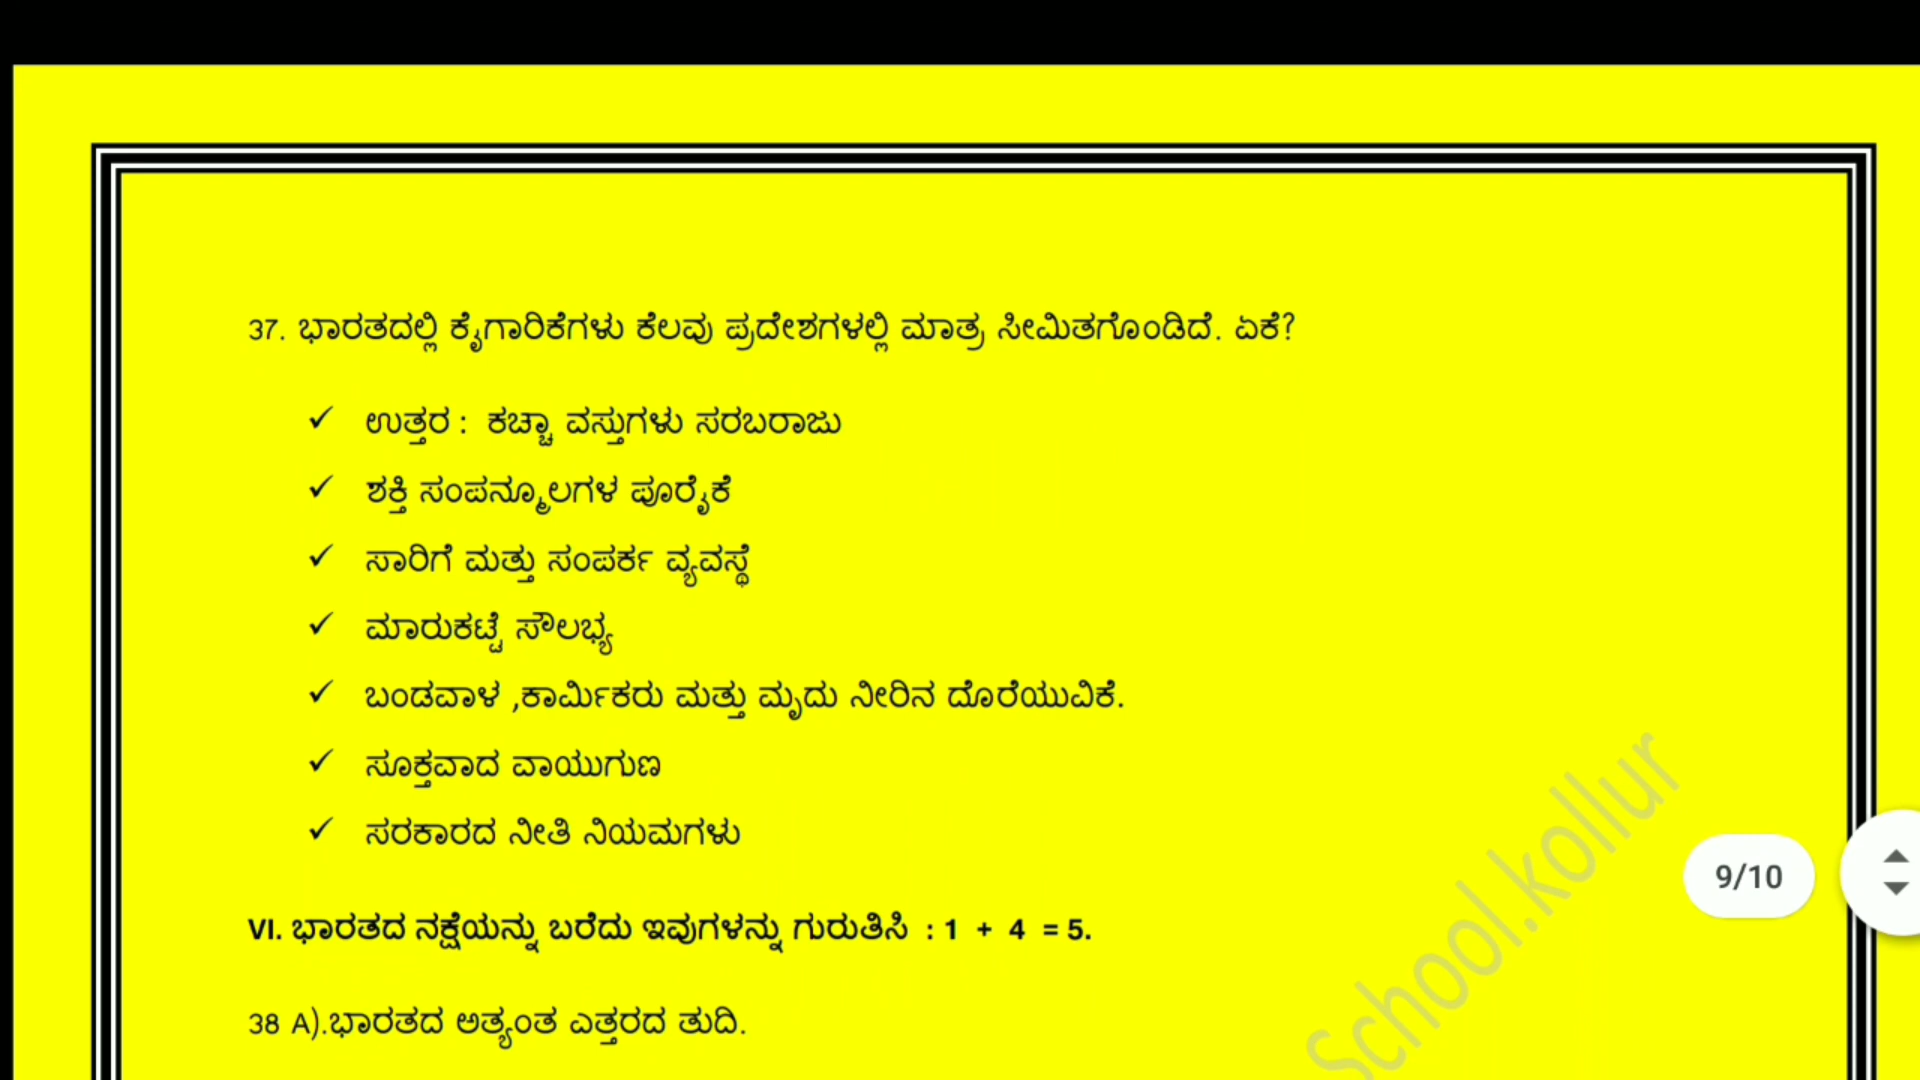 37. ಭಾರತದಲ್ಲಿ ಕೈಗಾರಿಕೆಗಳು ಕೆಲವು ಪ್ರದೇಶಗಳಲ್ಲಿ ಮಾತ್ರ ಸೀಮಿತಗೊಂಡಿದೆ. ಏಕೆ?
✓ ಉತ್ತರ : ಕಚ್ಚಾ ವಸ್ತುಗಳು ಸರಬರಾಜು
✓ ಶಕ್ತಿ ಸಂಪನ್ಮೂಲಗಳ ಪೂರೈಕೆ
✓ ಸಾರಿಗೆ ಮತ್ತು ಸಂಪರ್ಕ ವ್ಯವಸ್ಥೆ
✓ ಮಾರುಕಟ್ಟೆ ಸೌಲಭ್ಯ
✓ ಬಂಡವಾಳ ,ಕಾರ್ಮಿಕರು ಮತ್ತು ಮೃದು ನೀರಿನ ದೊರೆಯುವಿಕೆ.
✓ ಸೂಕ್ತವಾದ ವಾಯುಗುಣ
✓ ಸರಕಾರದ ನೀತಿ ನಿಯಮಗಳು
9/10
VI. ಭಾರತದ ನಕ್ಷೆಯನ್ನು ಬರೆದು ಇವುಗಳನ್ನು ಗುರುತಿಸಿ : 1 + 4 = 5.
38 A).ಭಾರತದ ಅತ್ಯಂತ ಎತ್ತರದ ತುದಿ.
School.kollur